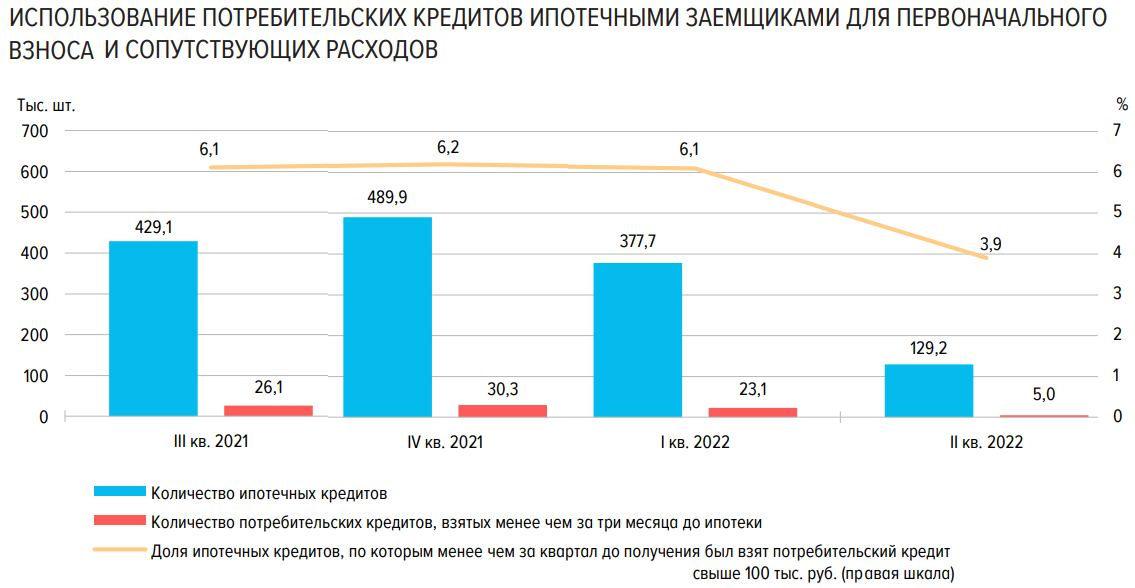 ИСПОЛЬЗОВАНИЕ ПОТРЕБИТЕЛЬСКИХ КРЕДИТОВ ИПОТЕЧНЫМИ ЗАЕМЩИКАМИ ДЛЯ ПЕРВОНАЧАЛЬНОГО
ВЗНОСА И СОПУТСТВУЮЩИХ РАСХОДОВ
Тыс. шт.
%
700
7
6,1
6,2
6,1
600
6
489,9
500
5
429,1
377,7
3,9
400
4
300
3
200
2
129,2
100
1
26,1
30,3
23,1
5,0
0
0
III кв. 2021
IV кв. 2021
I кв. 2022
II кв. 2022
Количество ипотечных кредитов
Количество потребительских кредитов, взятых менее чем за три месяца до ипотеки
Доля ипотечных кредитов, по которым менее чем за квартал до получения был взят потребительский кредит
свыше 100 тыс. руб. (правая шкала)